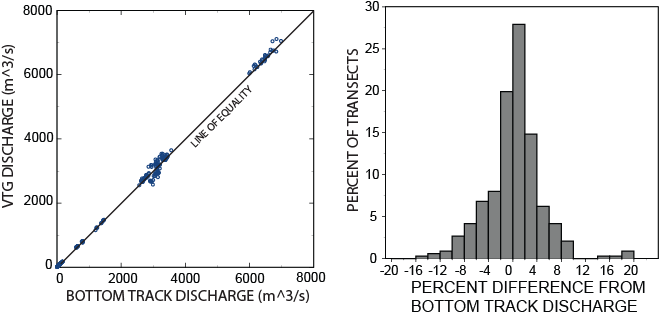 8000
6000
4000
2000
0
VTG DISCHARGE (m^3/s)
LINE OF EQUALITY
0 2000 4000 6000 8000
BOTTOM TRACK DISCHARGE (m^3/s)
30
25
20
15
10
5
0
PERCENT OF TRANSECTS
-20 -16 -12 -8 -4 0 4 8 12 16 20
PERCENT DIFFERENCE FROM
BOTTOM TRACK DISCHARGE